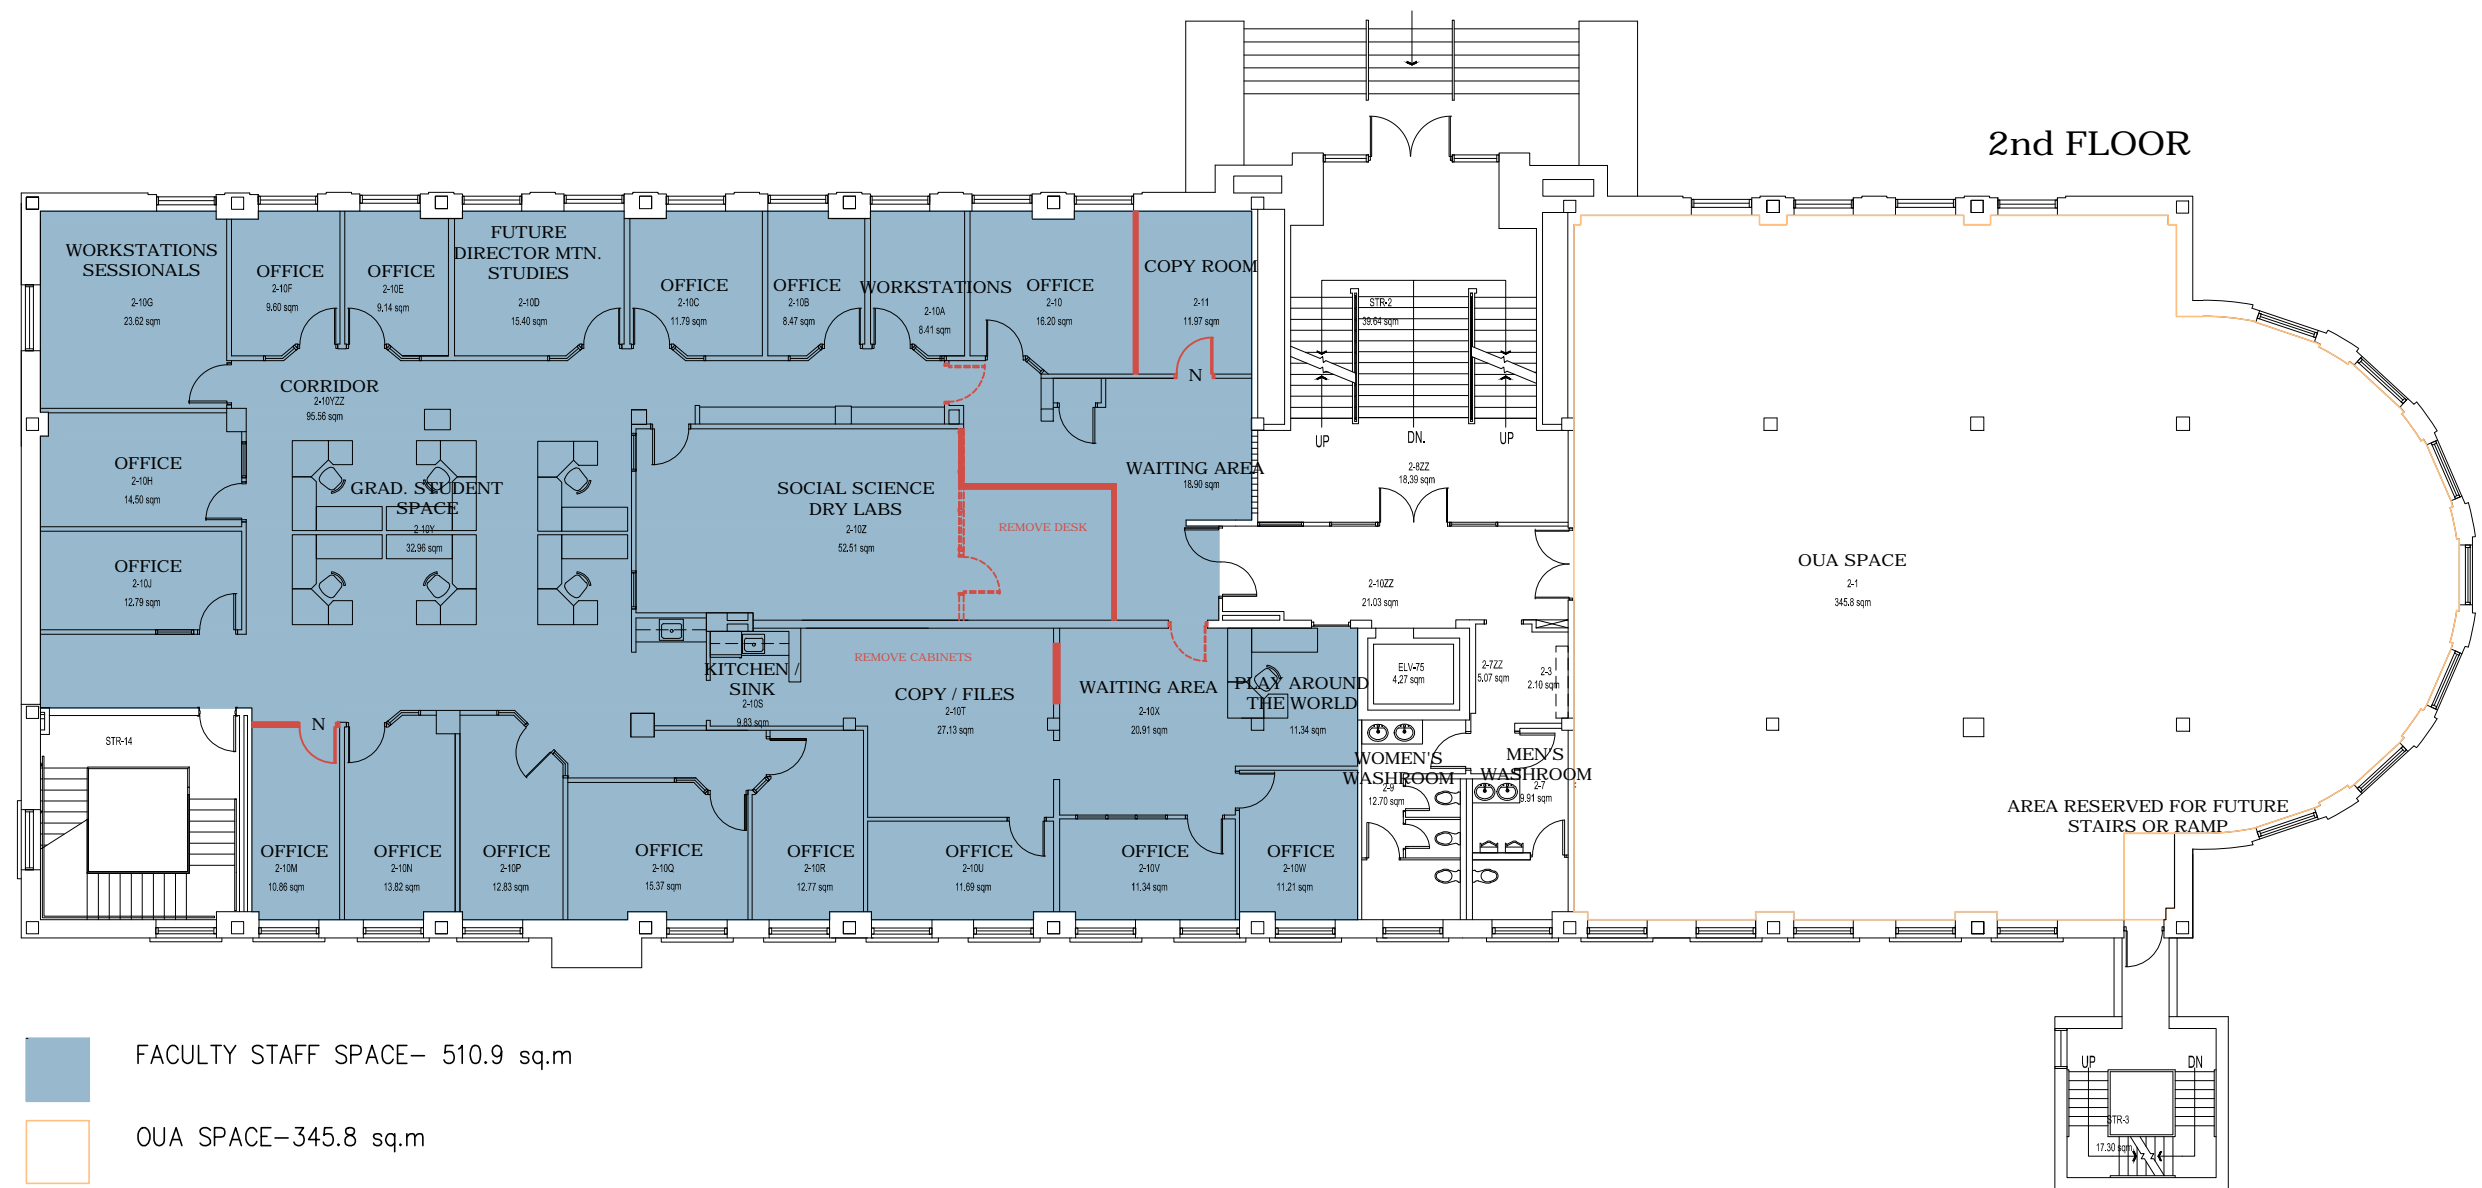 2nd FLOOR
WORKSTATIONS
SESSIONALS
2-10G
23.62 sqm
OFFICE
2-10F
9.60 sqm
OFFICE
2-10E
9.14 sqm
FUTURE
DIRECTOR MTN.
STUDIES
2-10D
15.40 sqm
OFFICE
2-10C
11.79 sqm
OFFICE
2-10B
8.47 sqm
WORKSTATIONS
2-10A
8.41 sqm
OFFICE
2-10
16.20 sqm
COPY ROOM
2-11
11.97 sqm
N
STR-2
39.64 sqm
UP
DN.
UP
CORRIDOR
2-10YZZ
95.56 sqm
OFFICE
2-10H
14.50 sqm
GRAD. STUDENT
SPACE
2-10Y
32.96 sqm
SOCIAL SCIENCE
DRY LABS
2-10Z
52.51 sqm
REMOVE DESK
WAITING AREA
18.90 sqm
2-8ZZ
18.39 sqm
OFFICE
2-10J
12.79 sqm
2-10ZZ
21.03 sqm
OUA SPACE
2-1
345.8 sqm
KITCHEN /
SINK
2-10S
9.83 sqm
REMOVE CABINETS
COPY / FILES
2-10T
27.13 sqm
WAITING AREA
2-10X
20.91 sqm
PLAY AROUND
THE WORLD
11.34 sqm
ELV-75
4.27 sqm
2-7ZZ
5.07 sqm
2-3
2.10 sqm
STR-14
N
WOMEN'S
WASHROOM
2-9
12.70 sqm
MEN'S
WASHROOM
2-7
9.91 sqm
AREA RESERVED FOR FUTURE
STAIRS OR RAMP
OFFICE
2-10M
10.86 sqm
OFFICE
2-10N
13.82 sqm
OFFICE
2-10P
12.83 sqm
OFFICE
2-10Q
15.37 sqm
OFFICE
2-10R
12.77 sqm
OFFICE
2-10U
11.69 sqm
OFFICE
2-10V
11.34 sqm
OFFICE
2-10W
11.21 sqm
UP
DN
STR-3
17.30 sqm
FACULTY STAFF SPACE- 510.9 sq.m
OUA SPACE-345.8 sq.m